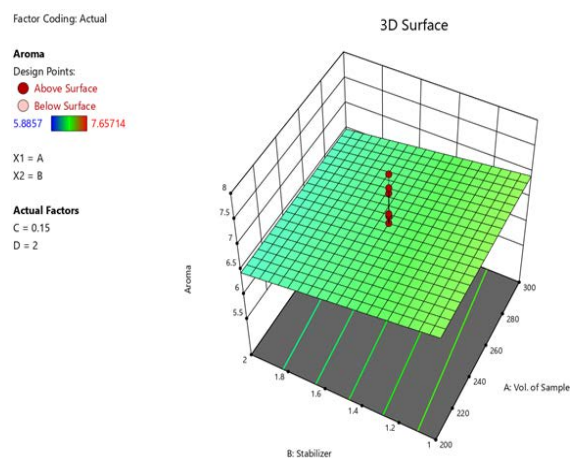 Factor Coding: Actual
3D Surface
Aroma
Design Points:
Above Surface
Below Surface
5.8857 7.65714
X1 = A
X2 = B
Actual Factors
C = 0.15
D = 2
Aroma
8
7.5
7
6.5
6
5.5
2
1.8
1.6
1.4
1.2
1
B: Stabilizer
200
220
240
260
280
300
A: Vol. of Sample